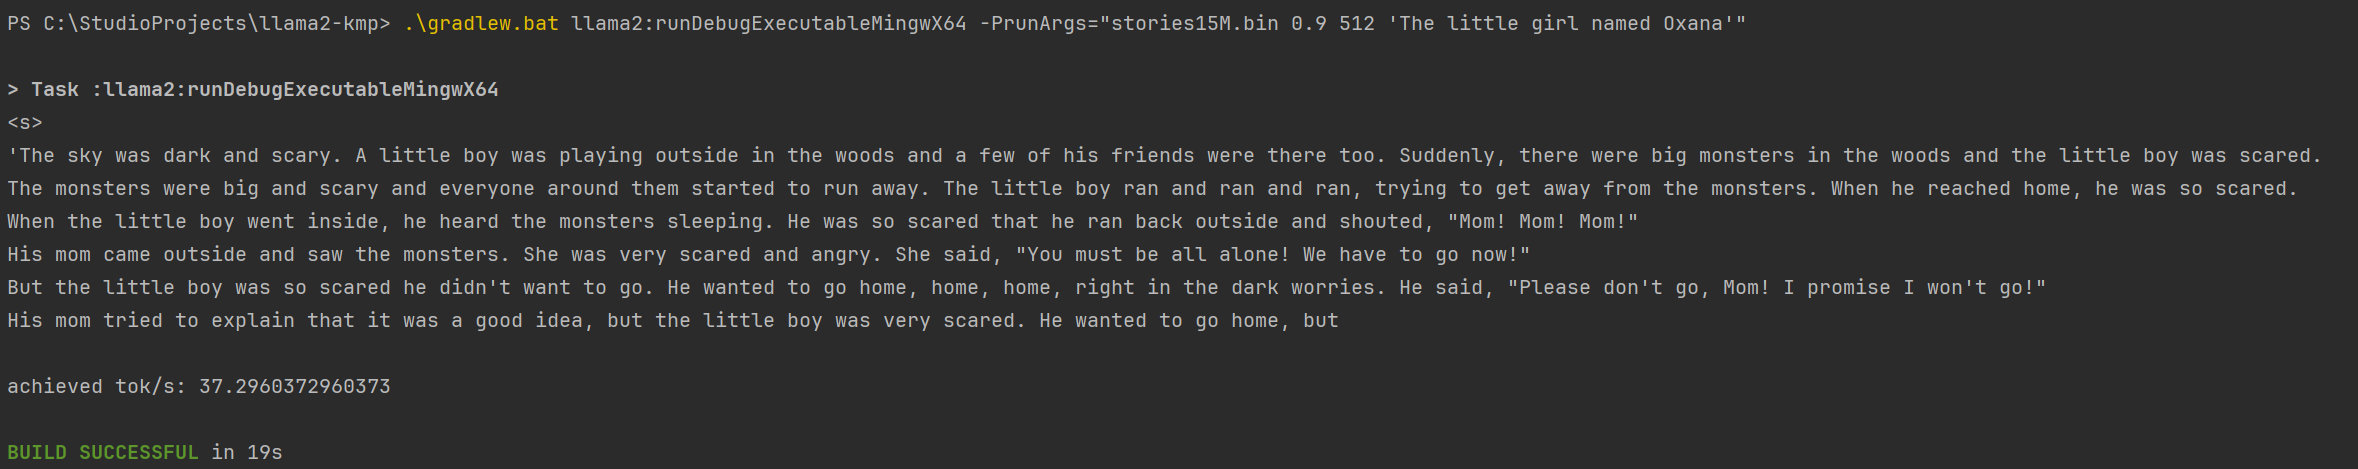 PS C:\StudioProjects\llama2-kmp> .\gradlew.bat llama2:runDebugExecutableMingwX64 -PrunArgs="stories15M.bin 0.9 512 'The little girl named Oxana'"
> Task :llama2:runDebugExecutableMingwX64
<s>
'The sky was dark and scary. A little boy was playing outside in the woods and a few of his friends were there too. Suddenly, there were big monsters in the woods and the little boy was scared.
The monsters were big and scary and everyone around them started to run away. The little boy ran and ran and ran, trying to get away from the monsters. When he reached home, he was so scared.
When the little boy went inside, he heard the monsters sleeping. He was so scared that he ran back outside and shouted, "Mom! Mom! Mom!"
His mom came outside and saw the monsters. She was very scared and angry. She said, "You must be all alone! We have to go now!"
But the little boy was so scared he didn't want to go. He wanted to go home, home, home, right in the dark worries. He said, "Please don't go, Mom! I promise I won't go!"
His mom tried to explain that it was a good idea, but the little boy was very scared. He wanted to go home, but
achieved tok/s: 37.2960372960373
BUILD SUCCESSFUL in 19s